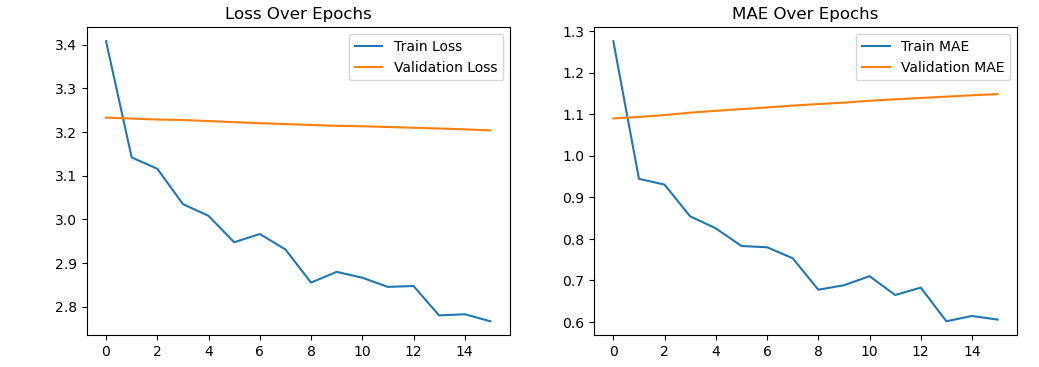 Loss Over Epochs
3.4
3.3
3.2
3.1
3.0
2.9
2.8
0 2 4 6 8 10 12 14
Train Loss
Validation Loss
MAE Over Epochs
1.3
1.2
1.1
1.0
0.9
0.8
0.7
0.6
0 2 4 6 8 10 12 14
Train MAE
Validation MAE